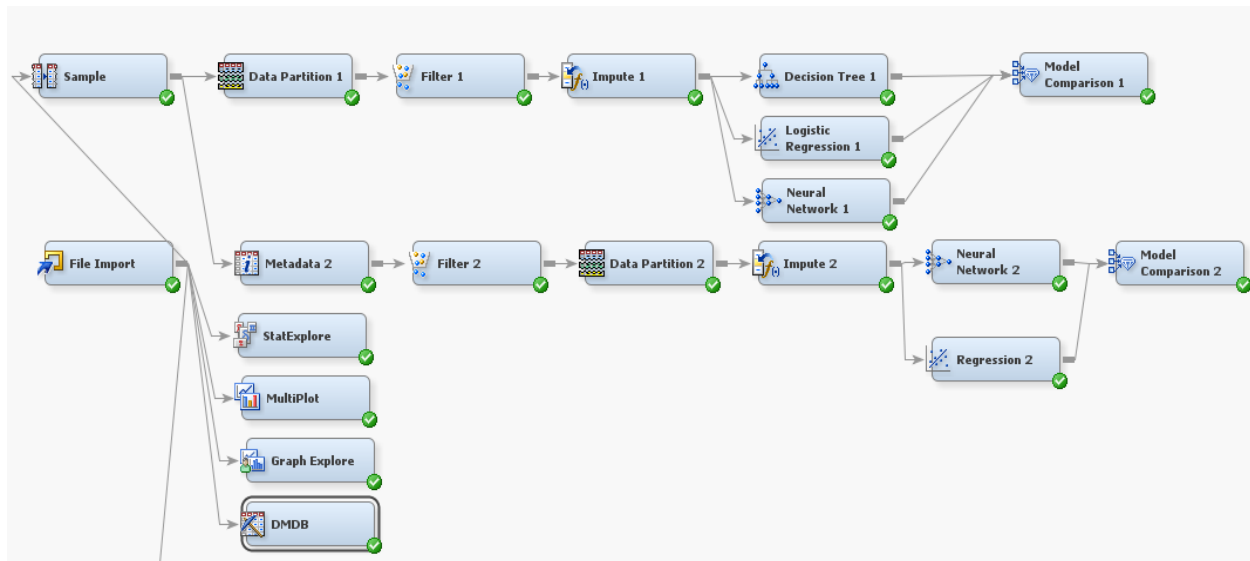 Sample
Data Partition 1
Filter 1
Impute 1
Decision Tree 1
Model
Comparison 1
Logistic
Regression 1
Neural
Network 1
File Import
Metadata 2
Filter 2
Data Partition 2
Impute 2
Neural
Network 2
Model
Comparison 2
StatExplore
Regression 2
MultiPlot
Graph Explore
DMDB